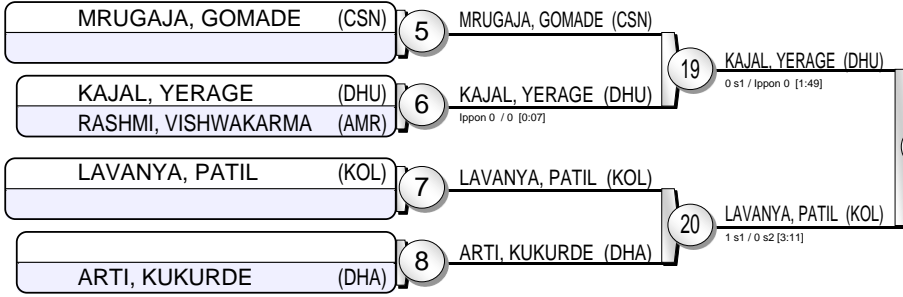 MRUGAJA, GOMADE (CSN)
5
MRUGAJA, GOMADE (CSN)
19
KAJAL, YERAGE (DHU)
0 s1 / Ippon 0 [1:49]
KAJAL, YERAGE (DHU)
RASHMI, VISHWAKARMA (AMR)
6
KAJAL, YERAGE (DHU)
Ippon 0 / 0 [0:07]
LAVANYA, PATIL (KOL)
7
LAVANYA, PATIL (KOL)
20
LAVANYA, PATIL (KOL)
1 s1 / 0 s2 [3:11]
ARTI, KUKURDE (DHA)
8
ARTI, KUKURDE (DHA)